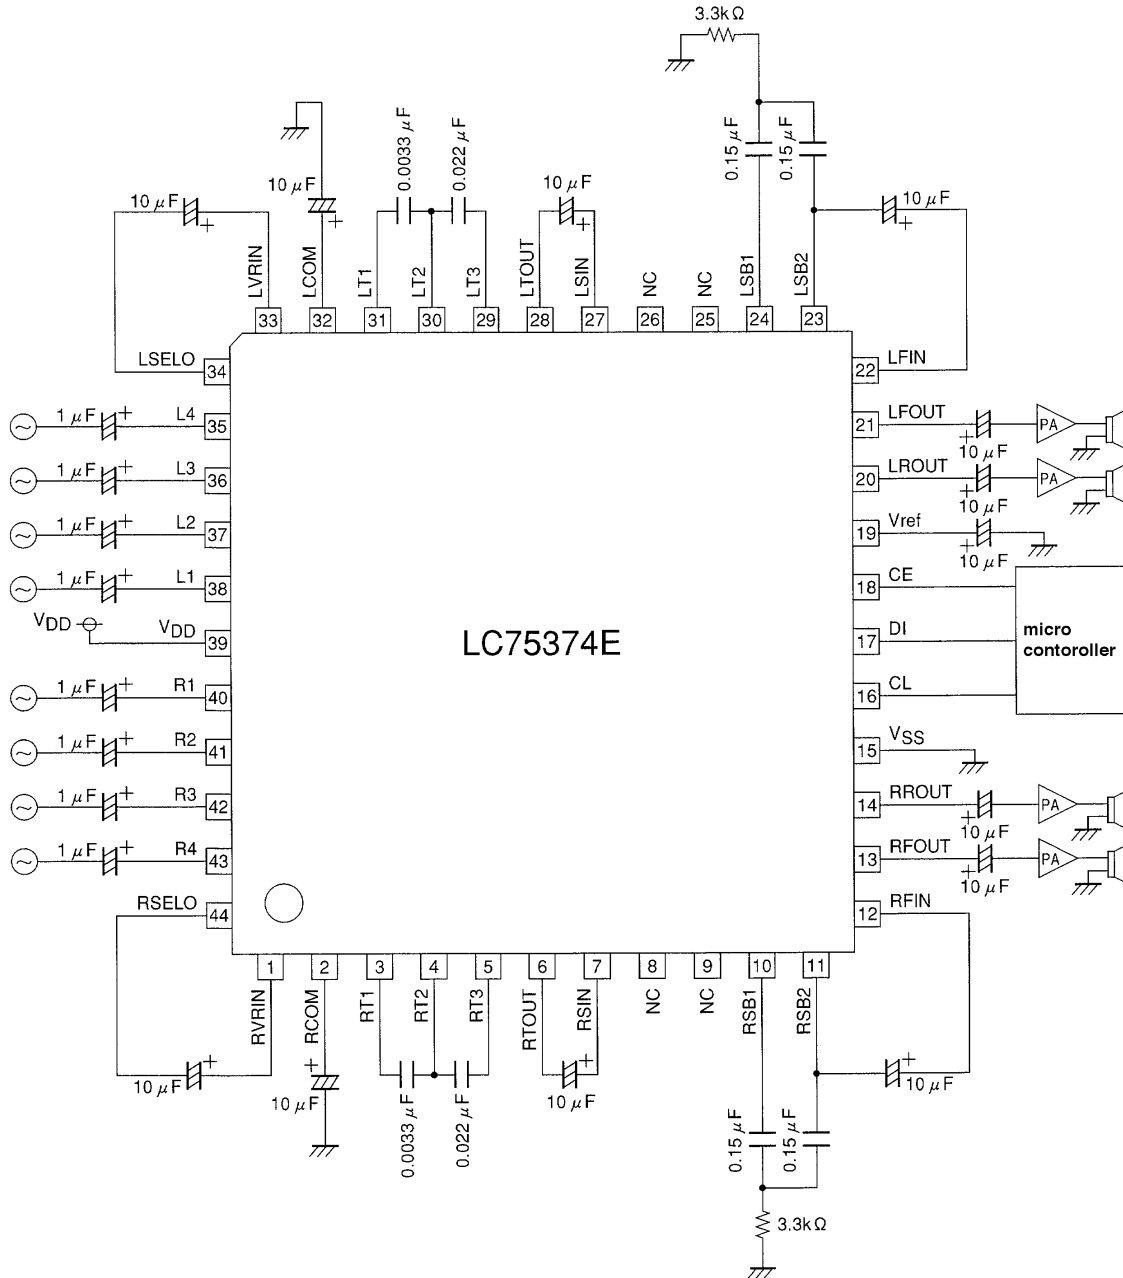 3.3kΩ
0.0033 μF
0.022 μF
0.15 μF
0.15 μF
10 μF
10 μF
10 μF
10 μF
LVRIN
LCOM
LT1
LT2
LT3
LTOUT
LSIN
NC
NC
LSB1
LSB2
33
32
31
30
29
28
27
26
25
24
23
LSELO
34
22
LFIN
1 μF
L4
35
21
LFOUT
10 μF
PA
1 μF
L3
36
20
LROUT
10 μF
PA
1 μF
L2
37
19
Vref
10 μF
1 μF
L1
38
18
CE
VDD
VDD
39
LC75374E
17
DI
micro
contoroller
1 μF
R1
40
16
CL
1 μF
R2
41
15
VSS
1 μF
R3
42
14
RROUT
10 μF
PA
1 μF
R4
43
13
RFOUT
10 μF
PA
RSELO
44
12
RFIN
1
2
3
4
5
6
7
8
9
10
11
RVRIN
RCOM
RT1
RT2
RT3
RTOUT
RSIN
NC
NC
RSB1
RSB2
10 μF
10 μF
10 μF
10 μF
0.0033 μF
0.022 μF
0.15 μF
0.15 μF
3.3kΩ